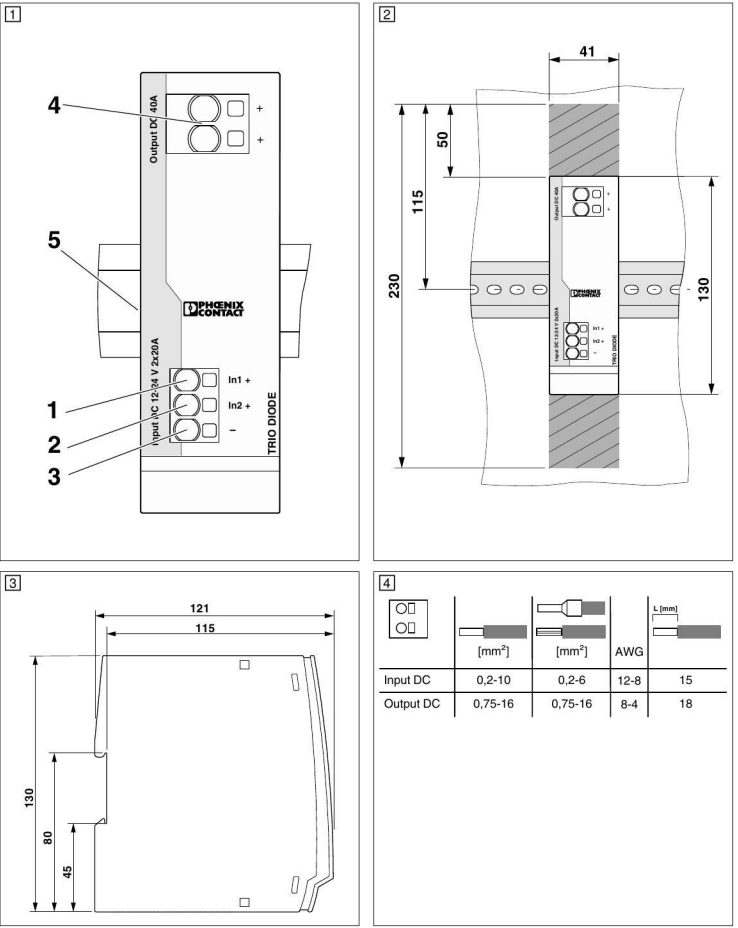 1
4
5
1
2
3
Output DC 40A
+
+
PHŒNIX
CONTACT
Input DC 12-24 V 2x20A
In1 +
In2 +
–
TRIO DIODE
2
41
50
115
230
130
Output DC 40A
+
+
PHŒNIX
CONTACT
Input DC 12-24 V 2x20A
In1 +
In2 +
–
TRIO DIODE
3
121
115
130
80
45
4
L [mm]
[mm²] [mm²] AWG
Input DC 0,2-10 0,2-6 12-8 15
Output DC 0,75-16 0,75-16 8-4 18